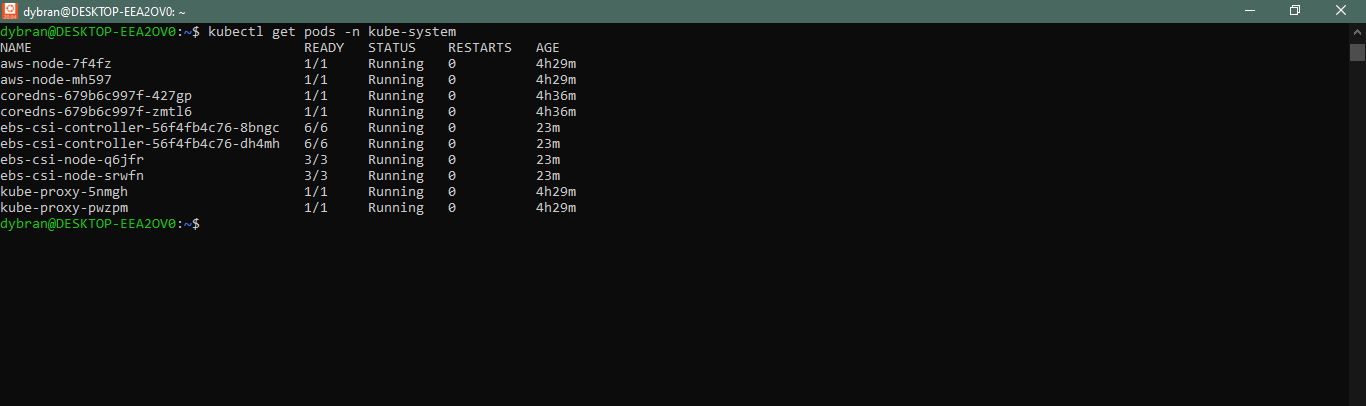 dybran@DESKTOP-EEA2OV0: ~
dybran@DESKTOP-EEA2OV0:~$ kubectl get pods -n kube-system
NAME                                  READY   STATUS    RESTARTS   AGE
aws-node-7f4fz                        1/1     Running   0          4h29m
aws-node-mh597                        1/1     Running   0          4h29m
coredns-679b6c997f-427gp              1/1     Running   0          4h36m
coredns-679b6c997f-zmtl6              1/1     Running   0          4h36m
ebs-csi-controller-56f4fb4c76-8bngc   6/6     Running   0          23m
ebs-csi-controller-56f4fb4c76-dh4mh   6/6     Running   0          23m
ebs-csi-node-q6jfr                    3/3     Running   0          23m
ebs-csi-node-srwfn                    3/3     Running   0          23m
kube-proxy-5nmgh                      1/1     Running   0          4h29m
kube-proxy-pwzpm                      1/1     Running   0          4h29m
dybran@DESKTOP-EEA2OV0:~$